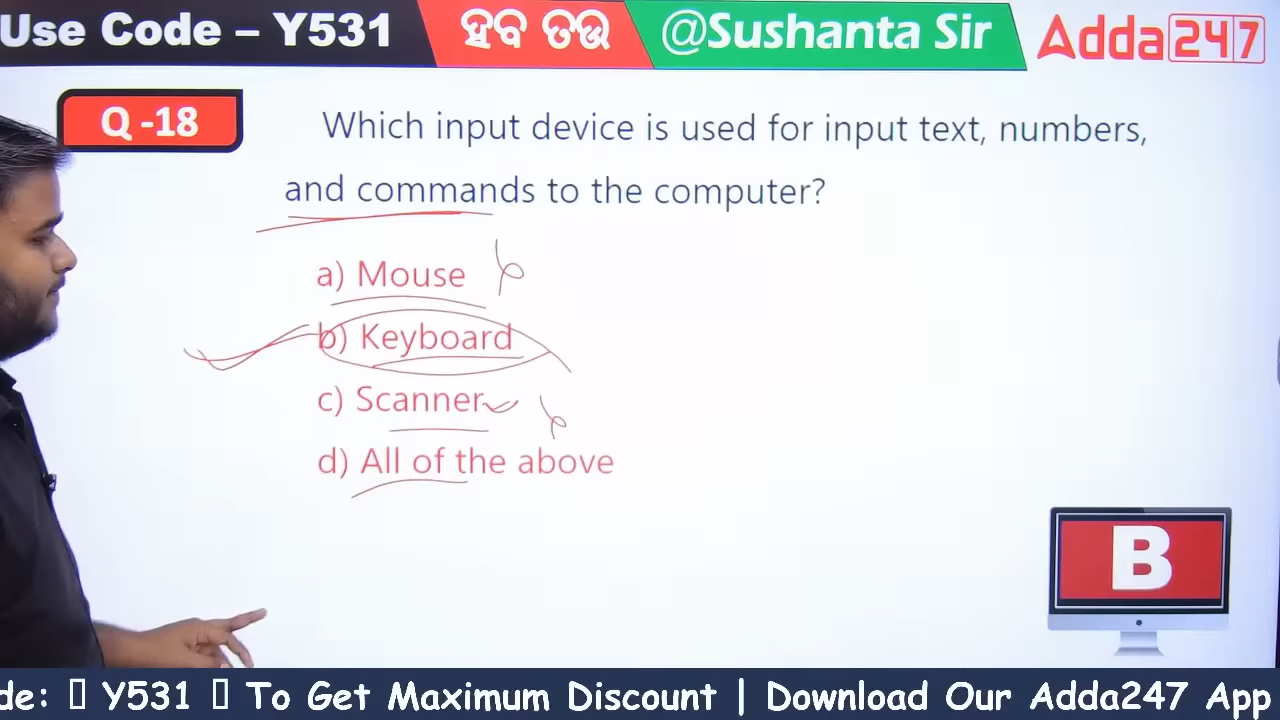 Use Code – Y531
ହବ ତଉ
@Sushanta Sir
Adda247
Q -18
Which input device is used for input text, numbers,
and commands to the computer?
a) Mouse
b) Keyboard
c) Scanner
d) All of the above
B
de: Y531 To Get Maximum Discount | Download Our Adda247 App